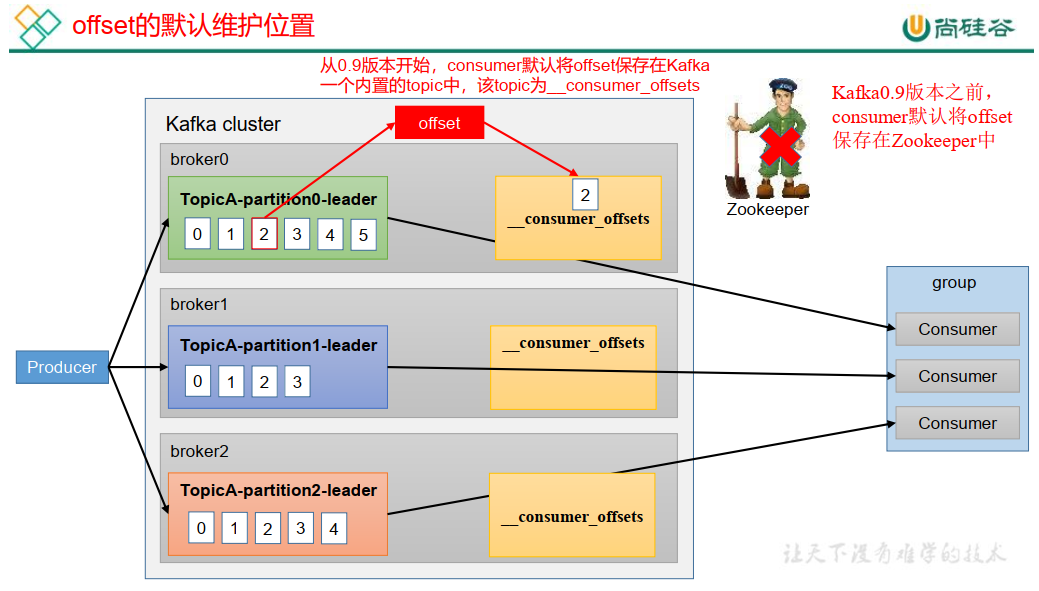 offset的默认维护位置
尚硅谷
从0.9版本开始，consumer默认将offset保存在Kafka
一个内置的topic中，该topic为__consumer_offsets
Kafka0.9版本之前，
consumer默认将offset
保存在Zookeeper中
Zookeeper
Kafka cluster
offset
broker0
TopicA-partition0-leader
0 1 2 3 4 5
2
__consumer_offsets
broker1
TopicA-partition1-leader
0 1 2 3
__consumer_offsets
broker2
TopicA-partition2-leader
0 1 2 3 4
__consumer_offsets
Producer
group
Consumer
Consumer
Consumer
让天下没有难学的技术